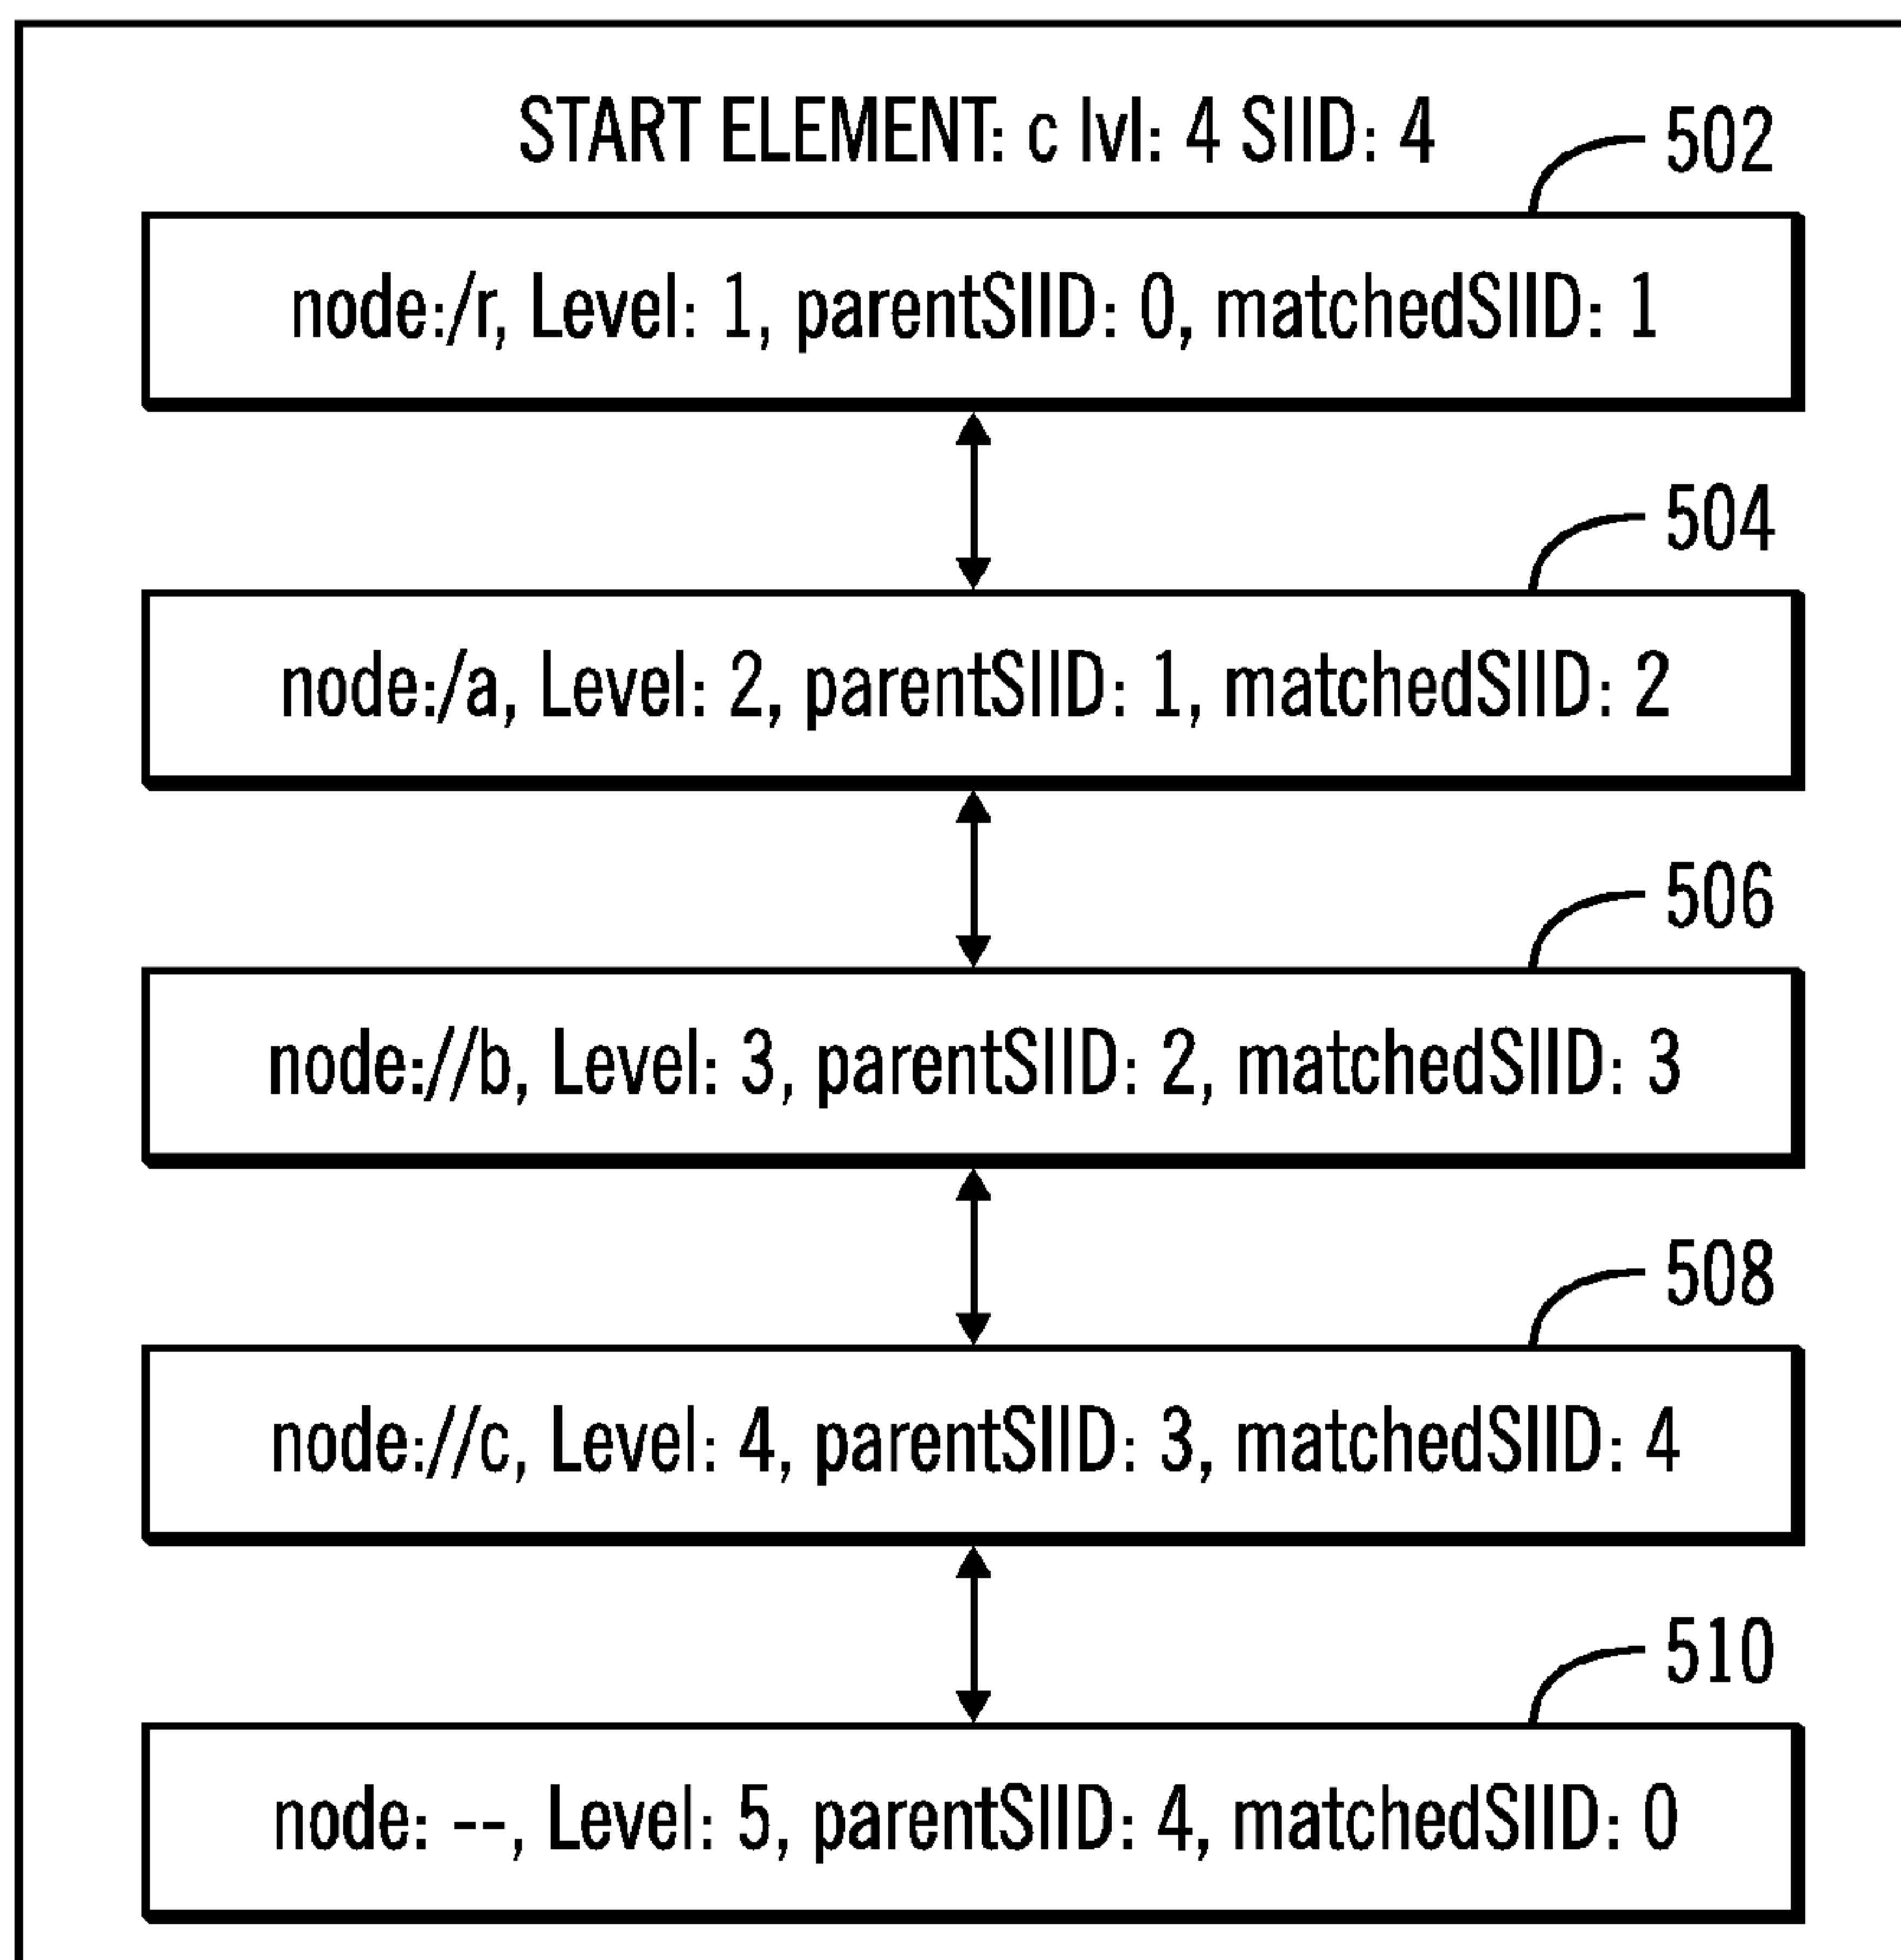 START ELEMENT: c lvl: 4 SIID: 4
502
node:/r, Level: 1, parentSIID: 0, matchedSIID: 1
504
node:/a, Level: 2, parentSIID: 1, matchedSIID: 2
506
node://b, Level: 3, parentSIID: 2, matchedSIID: 3
508
node://c, Level: 4, parentSIID: 3, matchedSIID: 4
510
node: --, Level: 5, parentSIID: 4, matchedSIID: 0